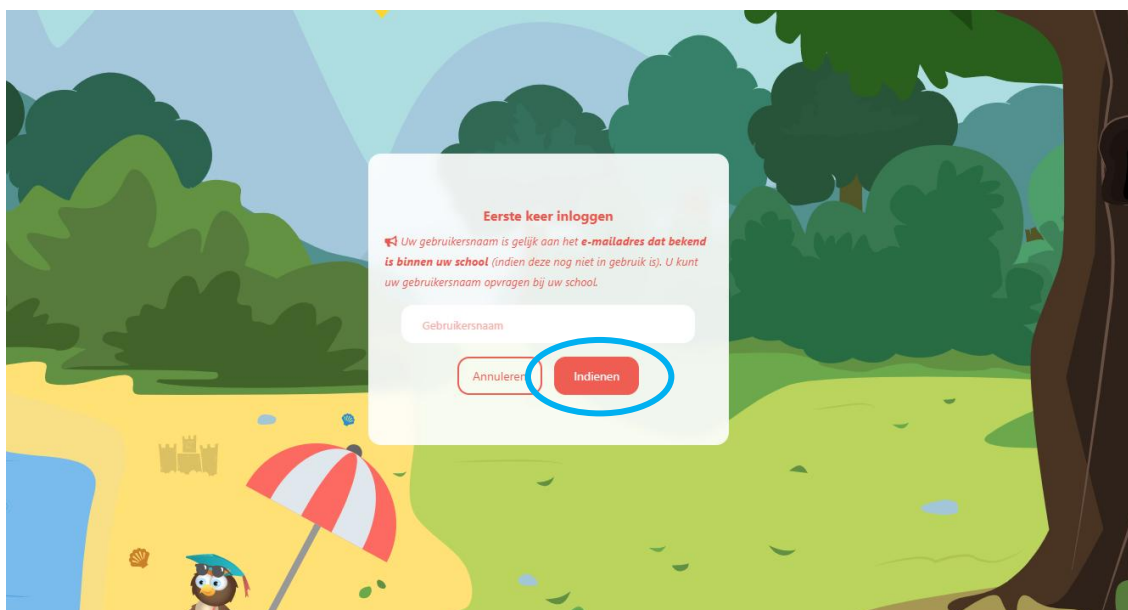 Eerste keer inloggen
Uw gebruikersnaam is gelijk aan het e-mailadres dat bekend
is binnen uw school (indien deze nog niet in gebruik is). U kunt
uw gebruikersnaam opvragen bij uw school.
Gebruikersnaam
Annuleren Indienen